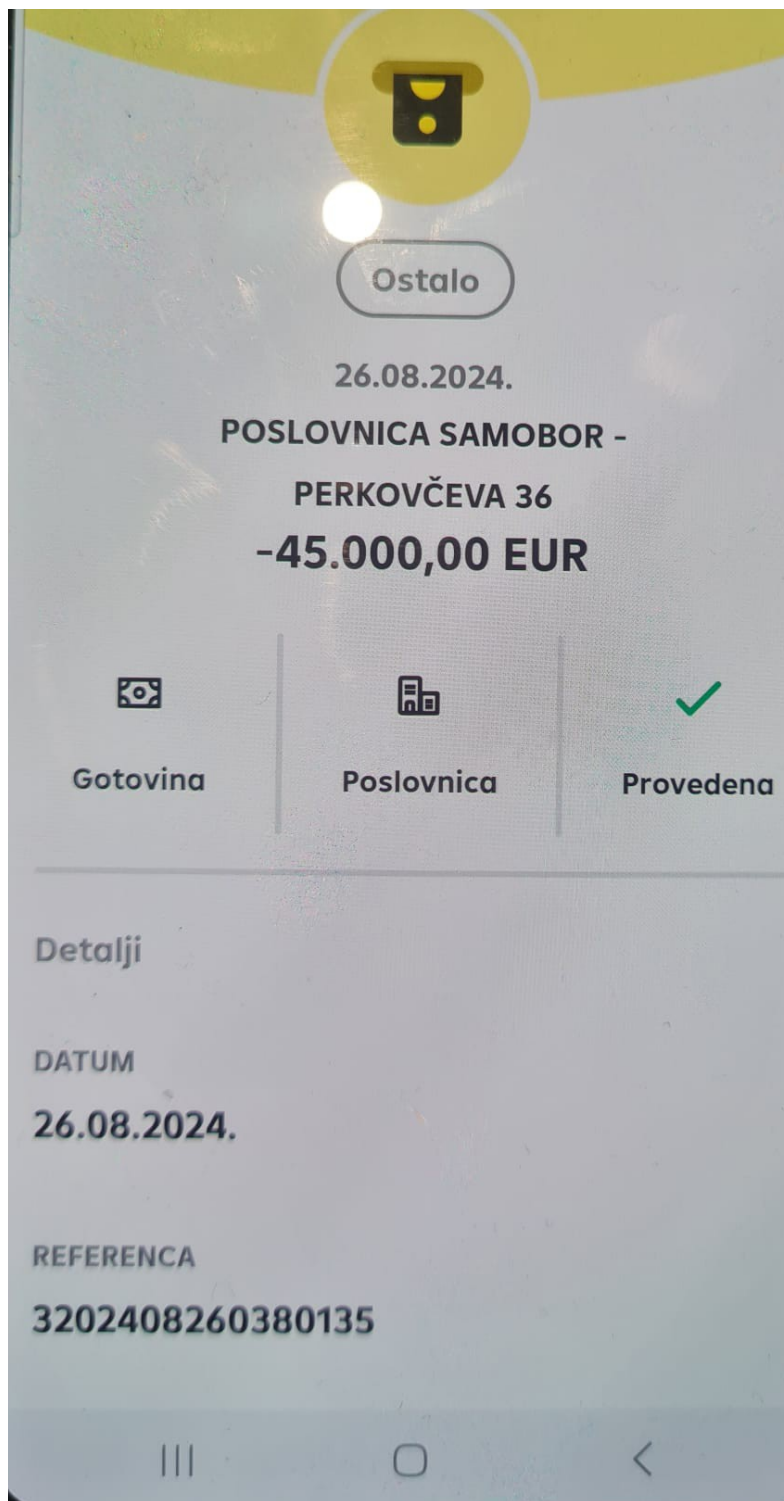 Ostalo
26.08.2024.
POSLOVNICA SAMOBOR -
PERKOVČEVA 36
-45.000,00 EUR
Gotovina
Poslovnica
Provedena
Detalji
DATUM
26.08.2024.
REFERENCA
3202408260380135